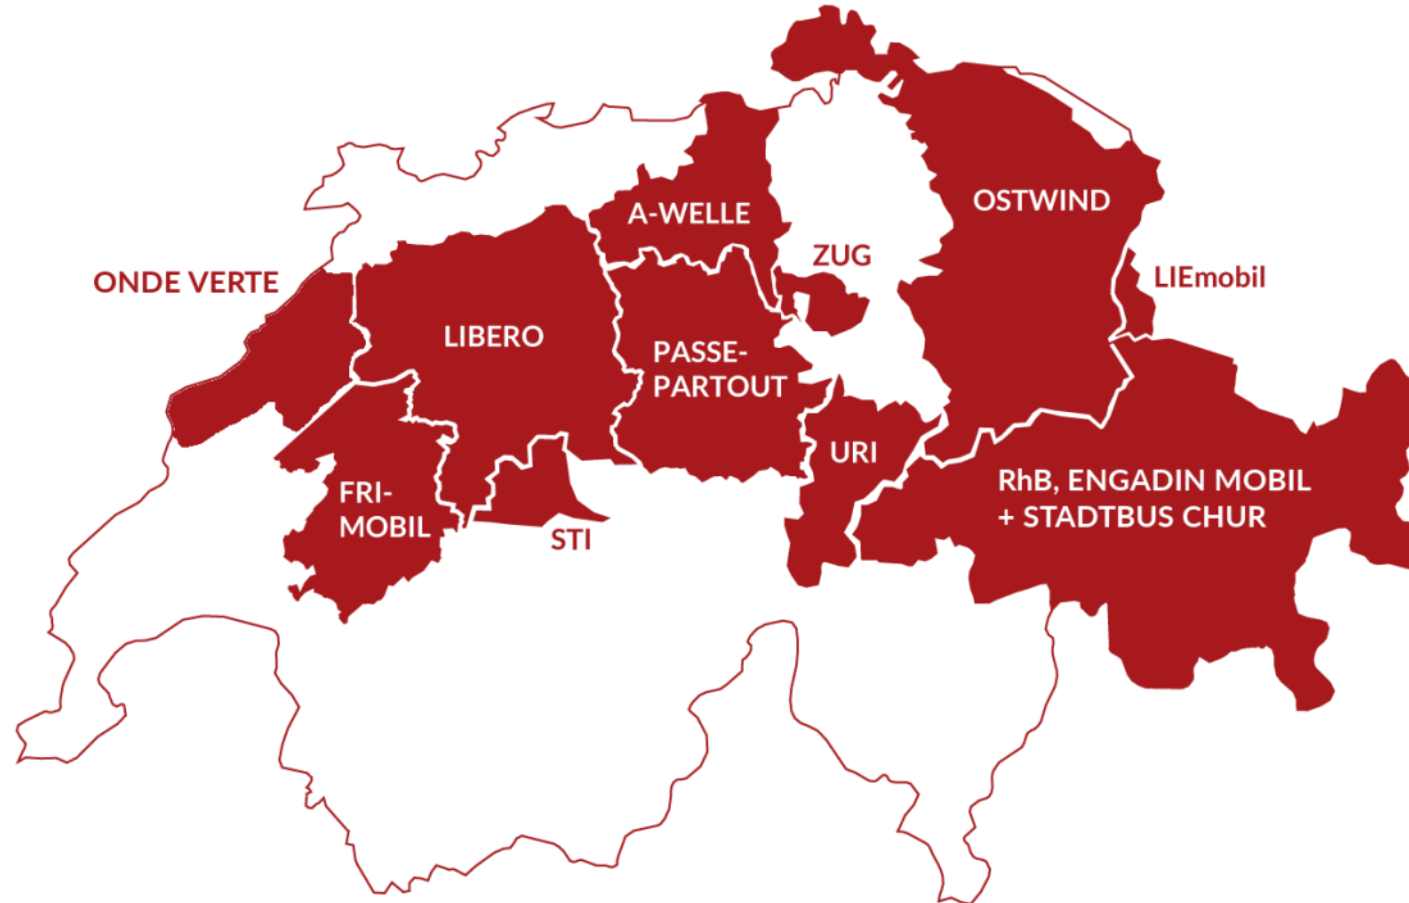 A-WELLE
OSTWIND
ZUG
ONDE VERTE
LIEmobil
LIBERO
PASSE-
PARTOUT
URI
FRI-
MOBIL
STI
RhB, ENGADIN MOBIL
+ STADTBUS CHUR